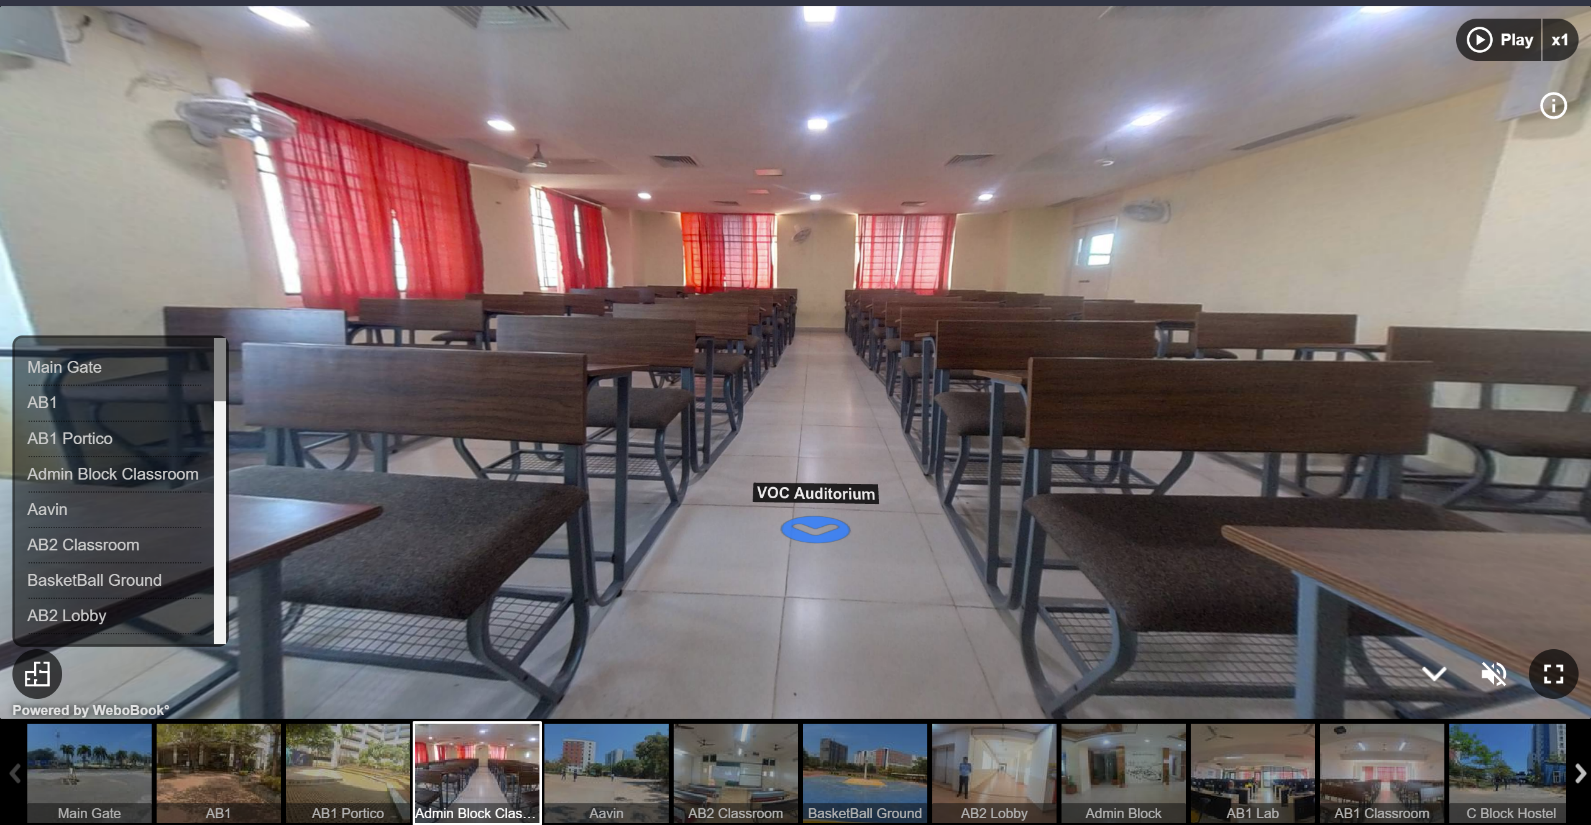 Play x1
Main Gate
AB1
AB1 Portico
Admin Block Classroom
Aavin
AB2 Classroom
BasketBall Ground
AB2 Lobby
VOC Auditorium
Powered by WeboBook®
Main Gate
AB1
AB1 Portico
Admin Block Clas...
Aavin
AB2 Classroom
BasketBall Ground
AB2 Lobby
Admin Block
AB1 Lab
AB1 Classroom
C Block Hostel